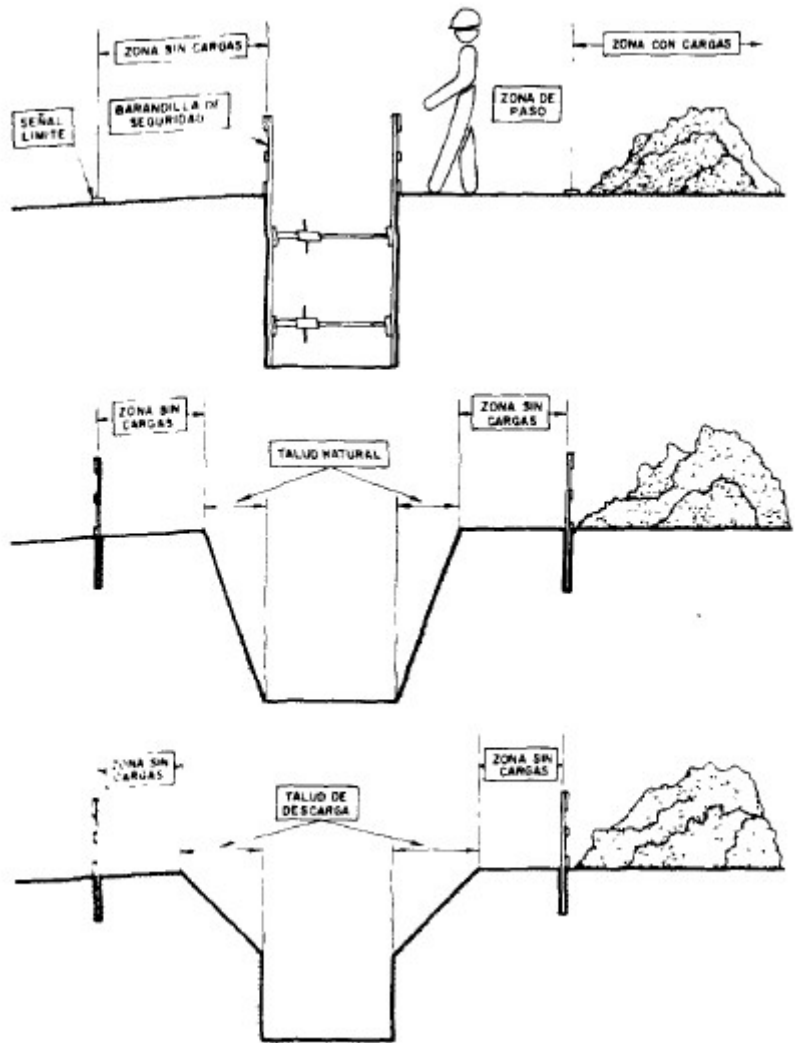 ZONA SIN CARGAS
ZONA CON CARGAS
SEÑAL
LIMITE
BARANDILLA DE
SEGURIDAD
ZONA DE
PASO
ZONA SIN
CARGAS
ZONA SIN
CARGAS
TALUD NATURAL
ZONA SIN
CARGAS
ZONA SIN
CARGAS
TALUD DE
DESCARGA